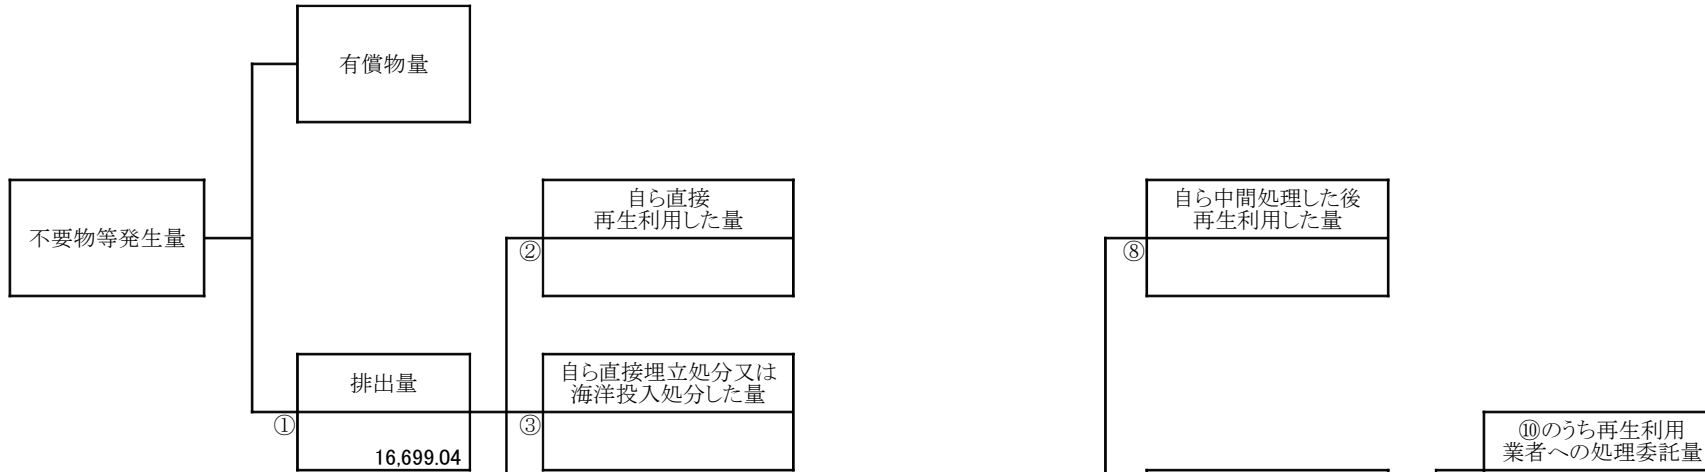 有償物量
不要物等発生量
自ら直接
再生利用した量
②
自ら中間処理した後
再生利用した量
⑧
排出量
①
16,699.04
自ら直接埋立処分又は
海洋投入処分した量
③
⑩のうち再生利用
業者への処理委託量